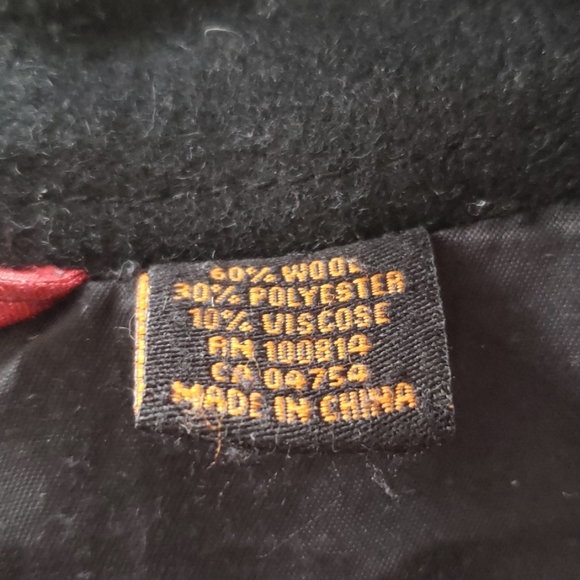 60% WOOL
30% POLYESTER
10% VISCOSE
RN 100814
CA 04754
MADE IN CHINA